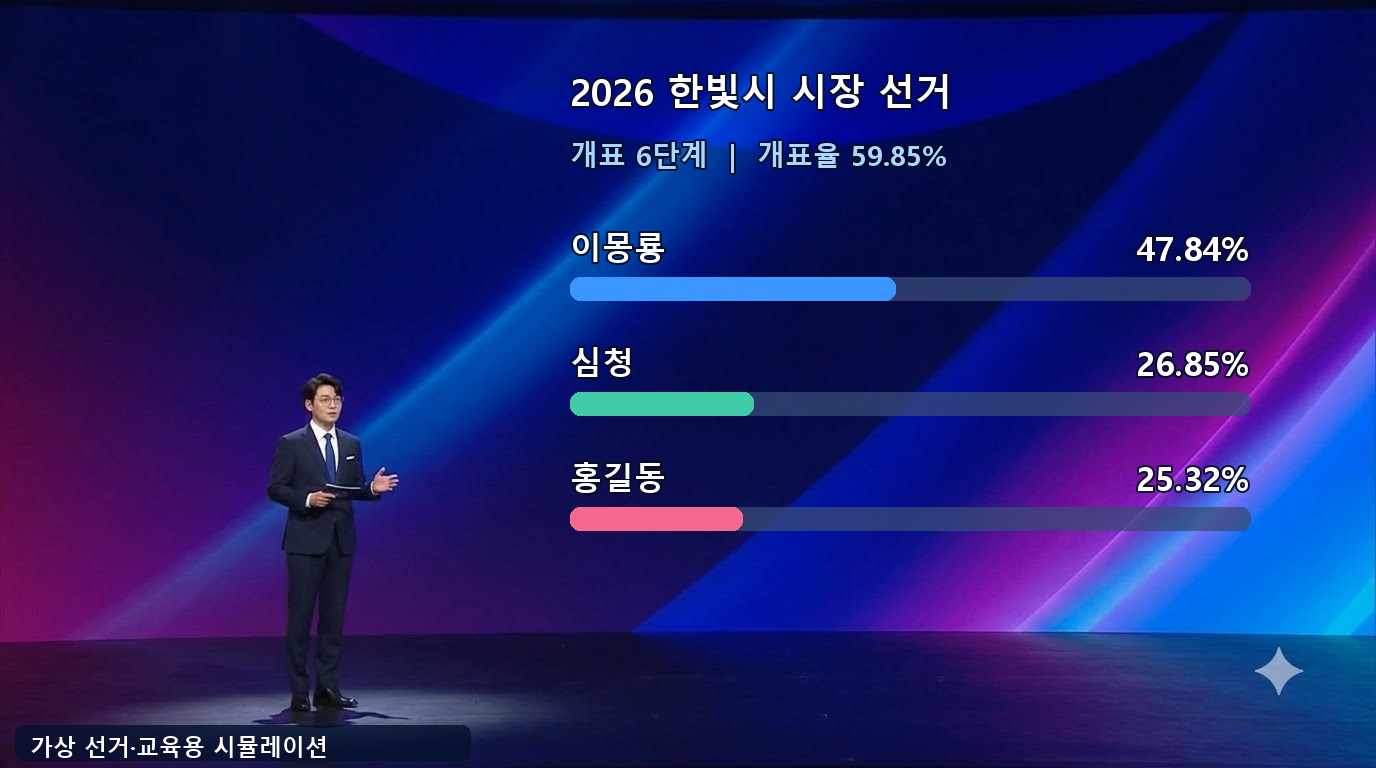 2026 한빛시 시장 선거
개표 6단계 | 개표율 59.85%
이몽룡 47.84%
심청 26.85%
홍길동 25.32%
가상 선거·교육용 시뮬레이션